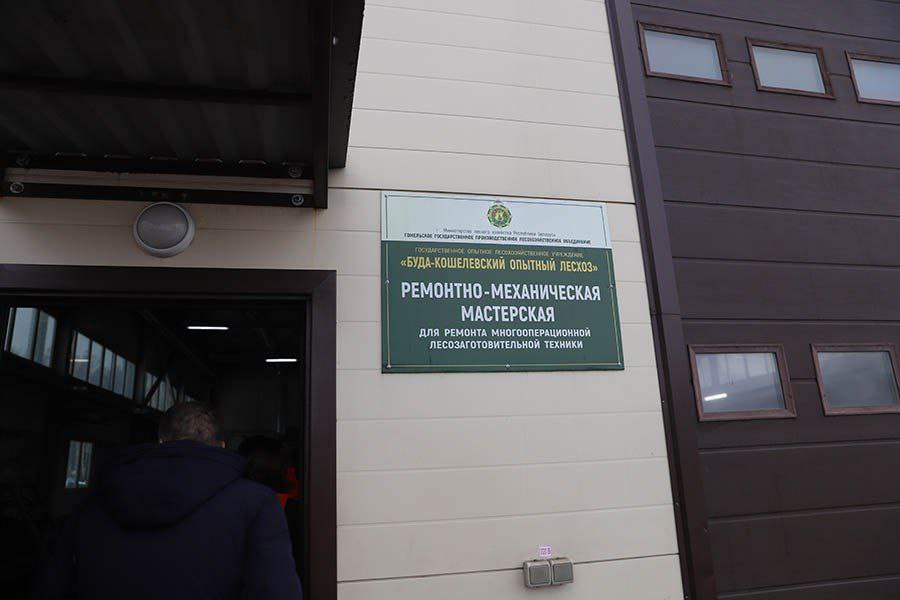 Министерство лесного хозяйства Республики Беларусь
ГОМЕЛЬСКОЕ ГОСУДАРСТВЕННОЕ ПРОИЗВОДСТВЕННОЕ ЛЕСОХОЗЯЙСТВЕННОЕ ОБЪЕДИНЕНИЕ
ГОСУДАРСТВЕННОЕ ОПЫТНОЕ ЛЕСОХОЗЯЙСТВЕННОЕ УЧРЕЖДЕНИЕ
«БУДА-КОШЕЛЕВСКИЙ ОПЫТНЫЙ ЛЕСХОЗ»
РЕМОНТНО-МЕХАНИЧЕСКАЯ
МАСТЕРСКАЯ
ДЛЯ РЕМОНТА МНОГООПЕРАЦИОННОЙ
ЛЕСОЗАГОТОВИТЕЛЬНОЙ ТЕХНИКИ